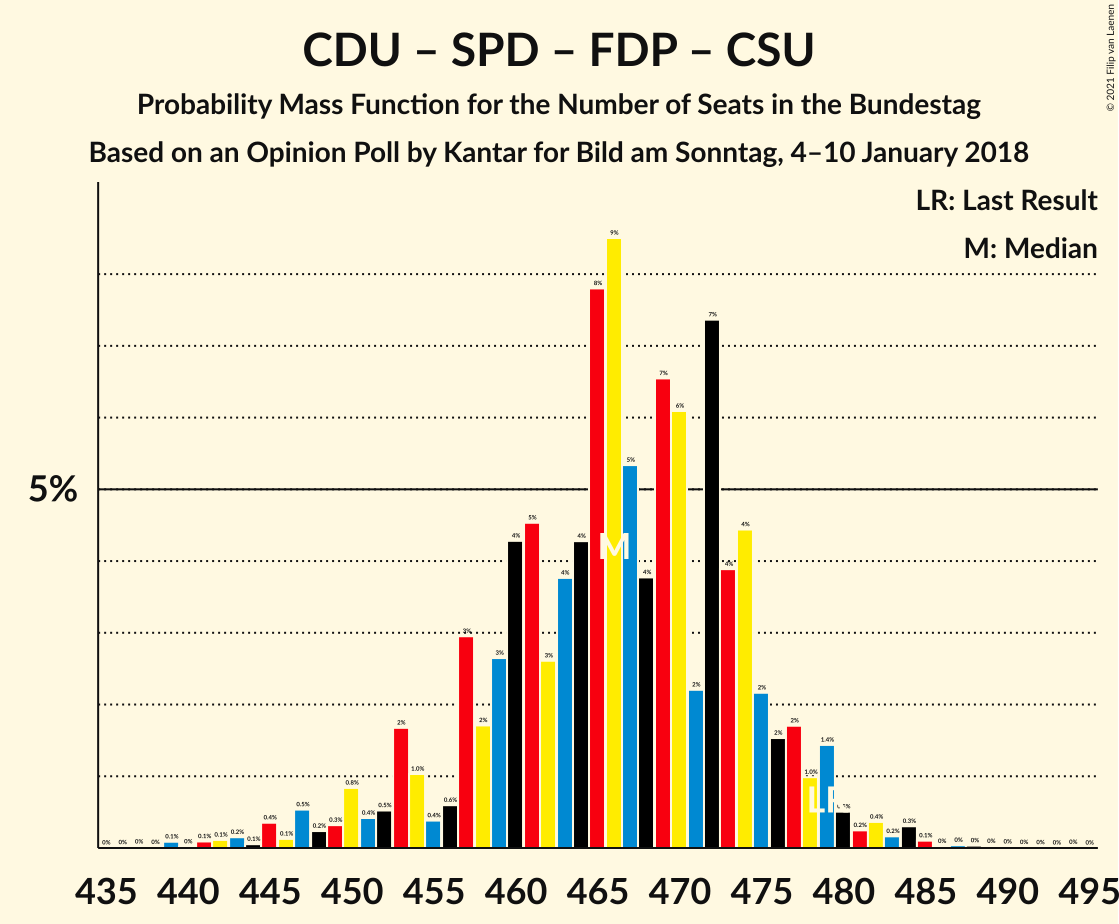 CDU – SPD – FDP – CSU
Probability Mass Function for the Number of Seats in the Bundestag
Based on an Opinion Poll by Kantar for Bild am Sonntag, 4–10 January 2018
© 2021 Filip van Laenen
LR: Last Result
M: Median
5%
0% 0% 0% 0% 0.1% 0% 0.1% 0.1% 0.2% 0.1% 0.4% 0.1% 0.5% 0.2% 0.3% 0.8% 0.4% 0.5% 2% 1.0% 0.4% 0.6% 3% 2% 3% 4% 5% 3% 4% 4% 8% 9% 5% 4% 7% 6% 2% 7% 4% 4% 2% 2% 2% 1.0% 1.4% 0.2% 0.4% 0.2% 0.3% 0.1% 0% 0% 0% 0% 0% 0% 0% 0% 0% 0%
M
LR
435 440 445 450 455 460 465 470 475 480 485 490 495